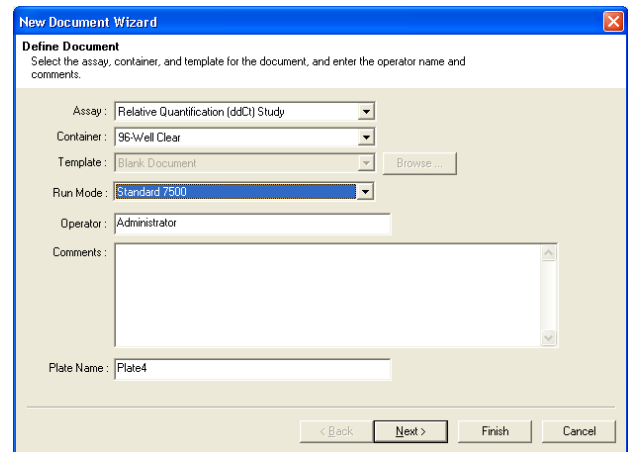 New Document Wizard
Define Document
Select the assay, container, and template for the document, and enter the operator name and
comments.
Assay : Relative Quantification (ddCt) Study
Container : 96-Well Clear
Template : Blank Document Browse ...
Run Mode : Standard 7500
Operator : Administrator
Comments :
Plate Name : Plate4
< Back Next > Finish Cancel